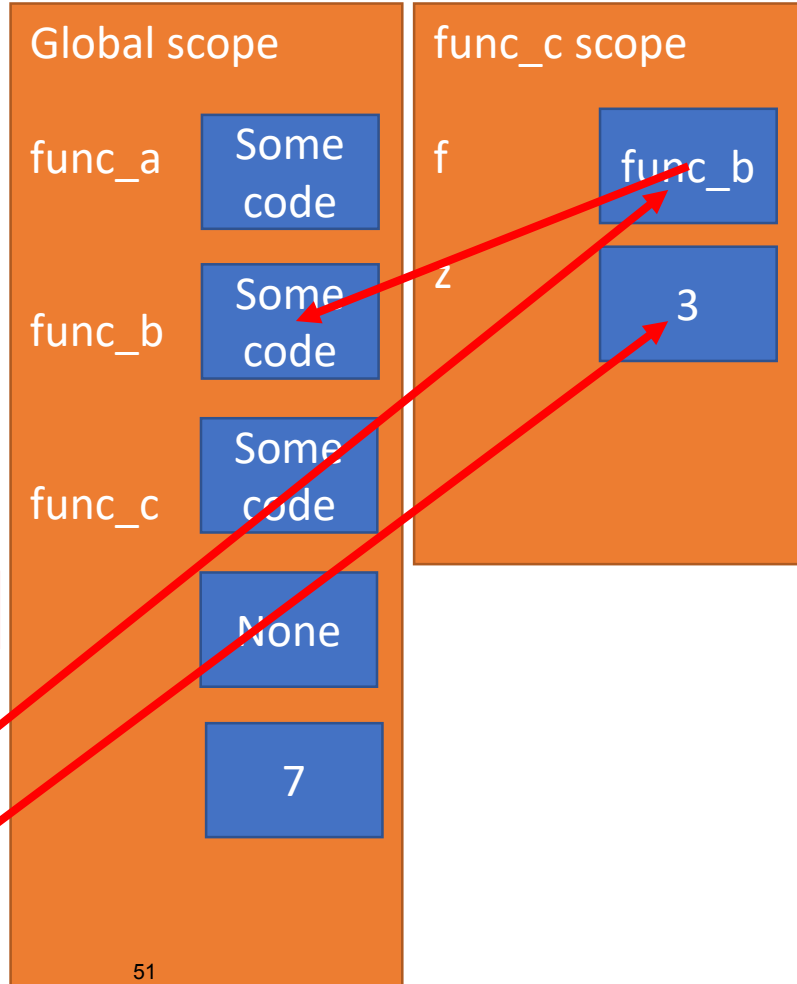 Global scope
func_a
Some
code
func_b
Some
code
func_c
Some
code
None
7
51
func_c scope
f
func_b
z
3